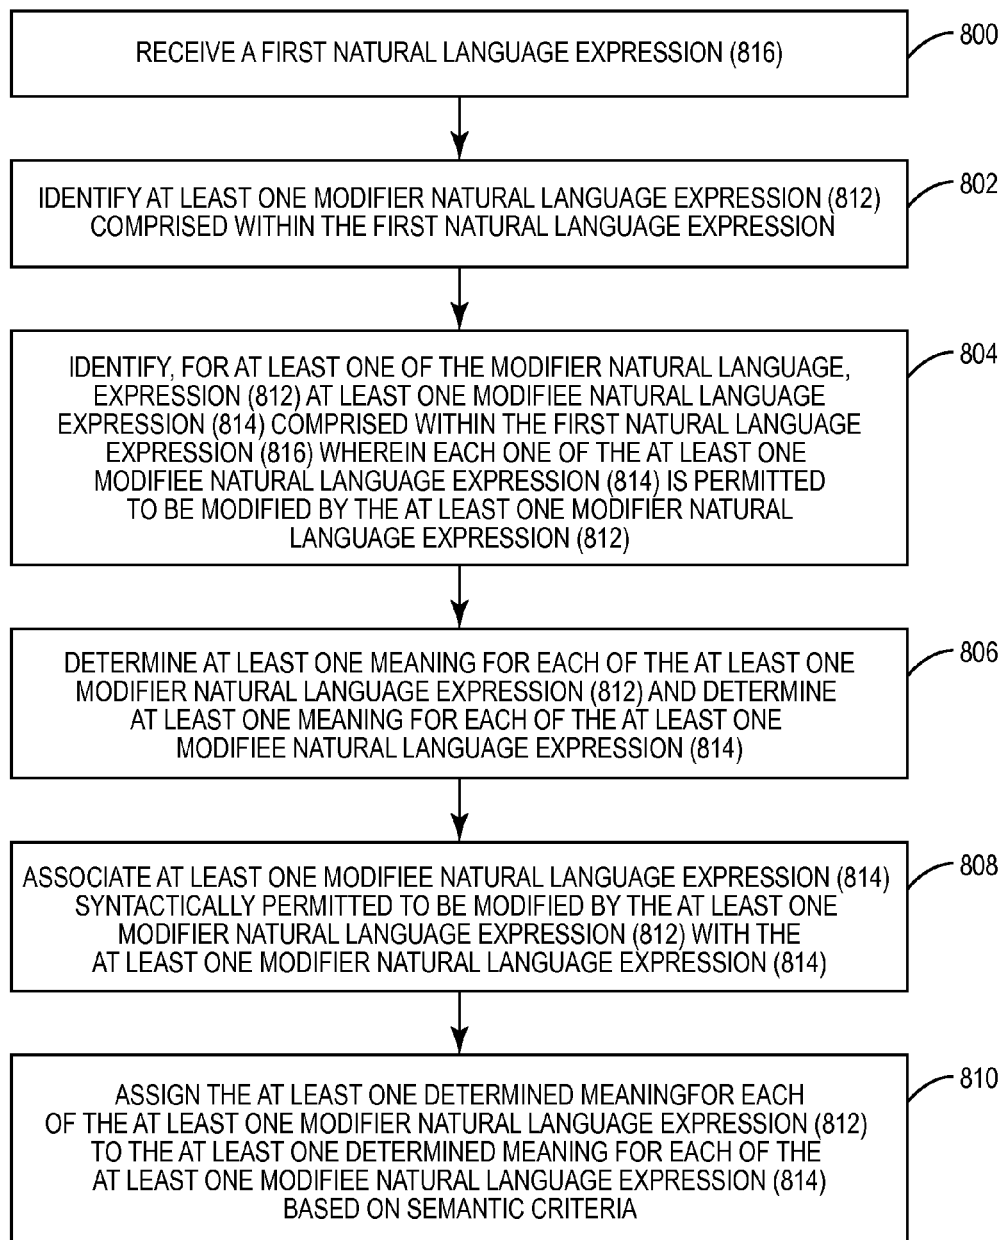 RECEIVE A FIRST NATURAL LANGUAGE EXPRESSION (816)
800
IDENTIFY AT LEAST ONE MODIFIER NATURAL LANGUAGE EXPRESSION (812)
COMPRISED WITHIN THE FIRST NATURAL LANGUAGE EXPRESSION
802
IDENTIFY, FOR AT LEAST ONE OF THE MODIFIER NATURAL LANGUAGE,
EXPRESSION (812) AT LEAST ONE MODIFIEE NATURAL LANGUAGE
EXPRESSION (814) COMPRISED WITHIN THE FIRST NATURAL LANGUAGE
EXPRESSION (816) WHEREIN EACH ONE OF THE AT LEAST ONE
MODIFIEE NATURAL LANGUAGE EXPRESSION (814) IS PERMITTED
TO BE MODIFIED BY THE AT LEAST ONE MODIFIER NATURAL
LANGUAGE EXPRESSION (812)
804
DETERMINE AT LEAST ONE MEANING FOR EACH OF THE AT LEAST ONE
MODIFIER NATURAL LANGUAGE EXPRESSION (812) AND DETERMINE
AT LEAST ONE MEANING FOR EACH OF THE AT LEAST ONE
MODIFIEE NATURAL LANGUAGE EXPRESSION (814)
806
ASSOCIATE AT LEAST ONE MODIFIEE NATURAL LANGUAGE EXPRESSION (814)
SYNTACTICALLY PERMITTED TO BE MODIFIED BY THE AT LEAST ONE
MODIFIER NATURAL LANGUAGE EXPRESSION (812) WITH THE
AT LEAST ONE MODIFIER NATURAL LANGUAGE EXPRESSION (814)
808
ASSIGN THE AT LEAST ONE DETERMINED MEANINGFOR EACH
OF THE AT LEAST ONE MODIFIER NATURAL LANGUAGE EXPRESSION (812)
TO THE AT LEAST ONE DETERMINED MEANING FOR EACH OF THE
AT LEAST ONE MODIFIEE NATURAL LANGUAGE EXPRESSION (814)
BASED ON SEMANTIC CRITERIA
810